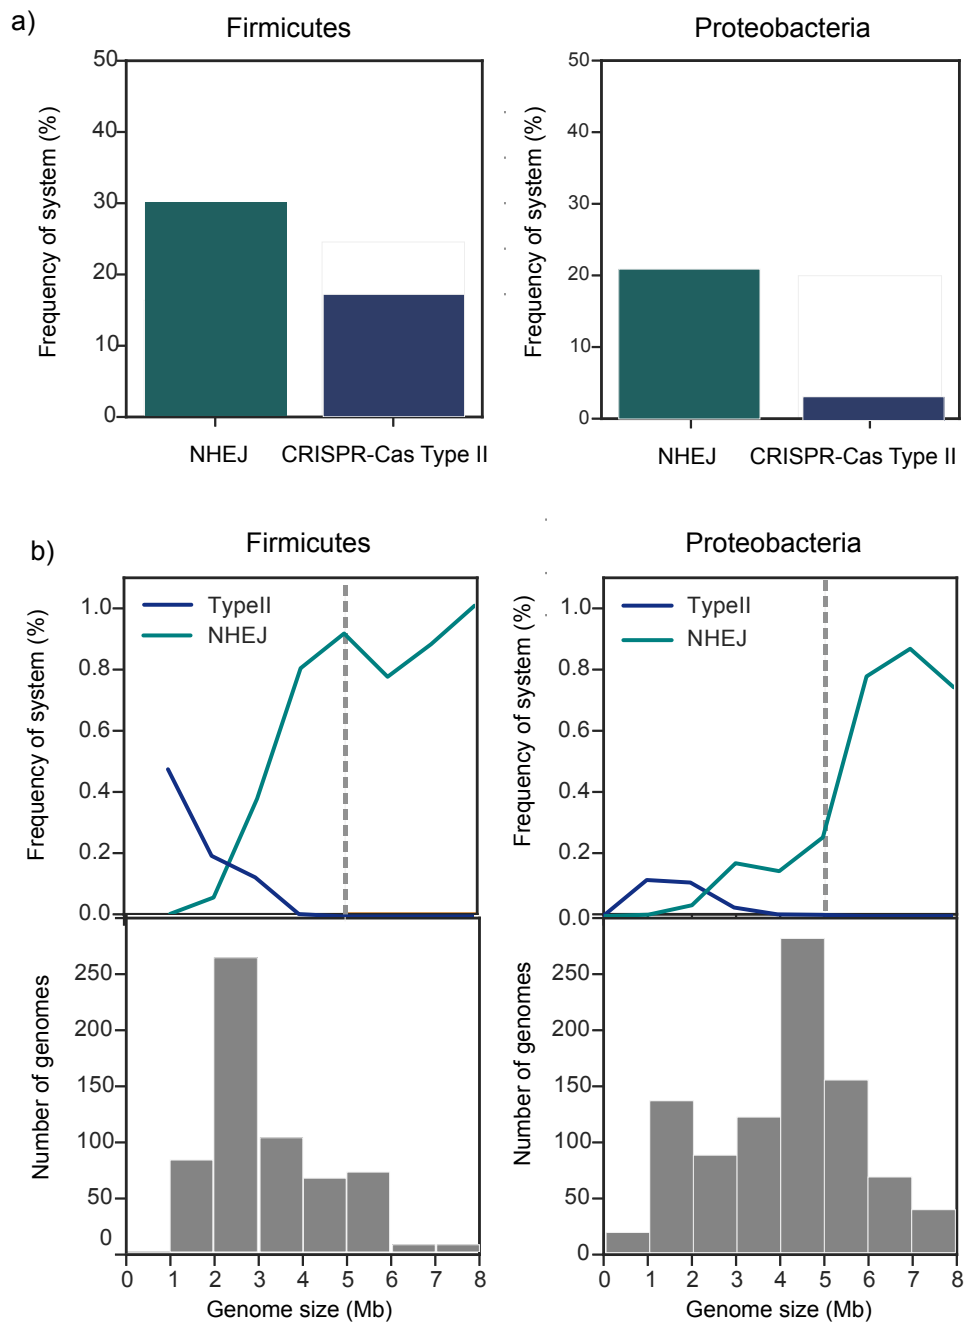 a)
Firmicutes
Proteobacteria
Frequency of system (%)
50
40
30
20
10
0
NHEJ
CRISPR-Cas Type II
Frequency of system (%)
50
40
30
20
10
0
NHEJ
CRISPR-Cas Type II
b)
Firmicutes
Proteobacteria
Frequency of system (%)
1.0
0.8
0.6
0.4
0.2
0.0
TypeII
NHEJ
Frequency of system (%)
1.0
0.8
0.6
0.4
0.2
0.0
TypeII
NHEJ
Number of genomes
250
200
150
100
50
0
0 1 2 3 4 5 6 7 8
Genome size (Mb)
Number of genomes
250
200
150
100
50
0
0 1 2 3 4 5 6 7 8
Genome size (Mb)